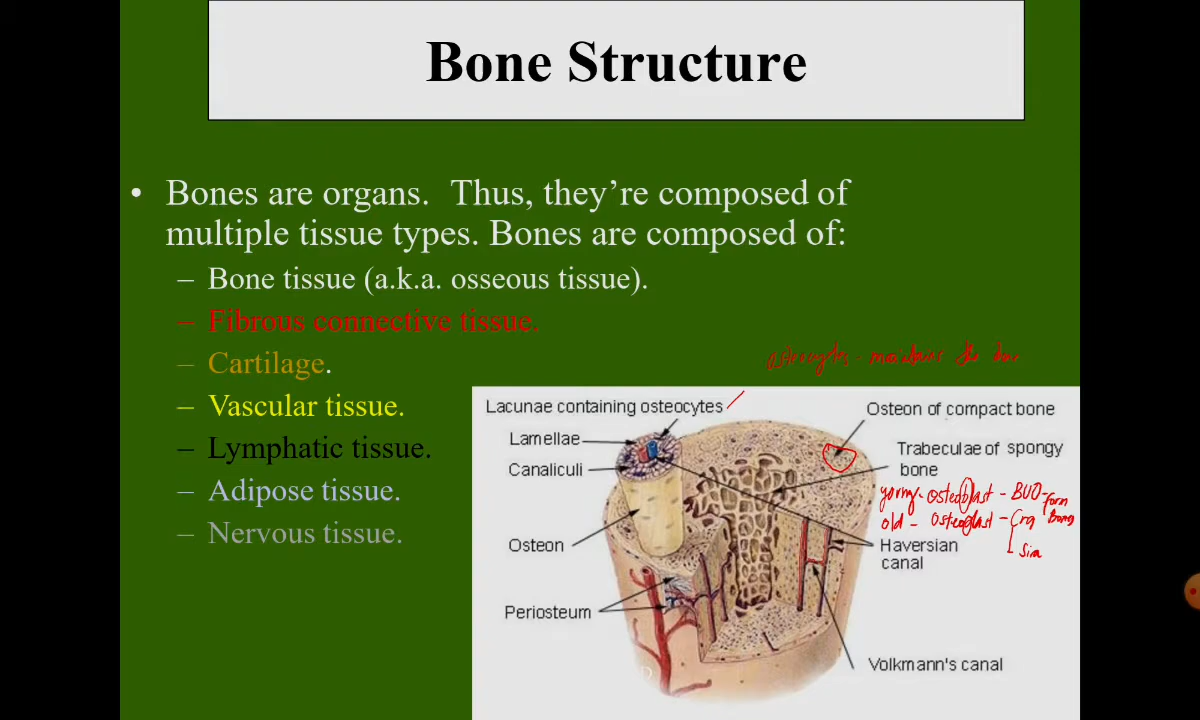 Bone Structure
• Bones are organs. Thus, they're composed of
multiple tissue types. Bones are composed of:
– Bone tissue (a.k.a. osseous tissue).
– Fibrous connective tissue.
– Cartilage.
– Vascular tissue.
– Lymphatic tissue.
– Adipose tissue.
– Nervous tissue.
osteocytes - maintains the
Lacunae containing osteocytes
Lamellae
Canaliculi
Osteon
Periosteum
Osteon of compact bone
Trabeculae of spongy
bone
young - osteoblast - BUO - form
old -
Haversian
canal
Volkmann's canal